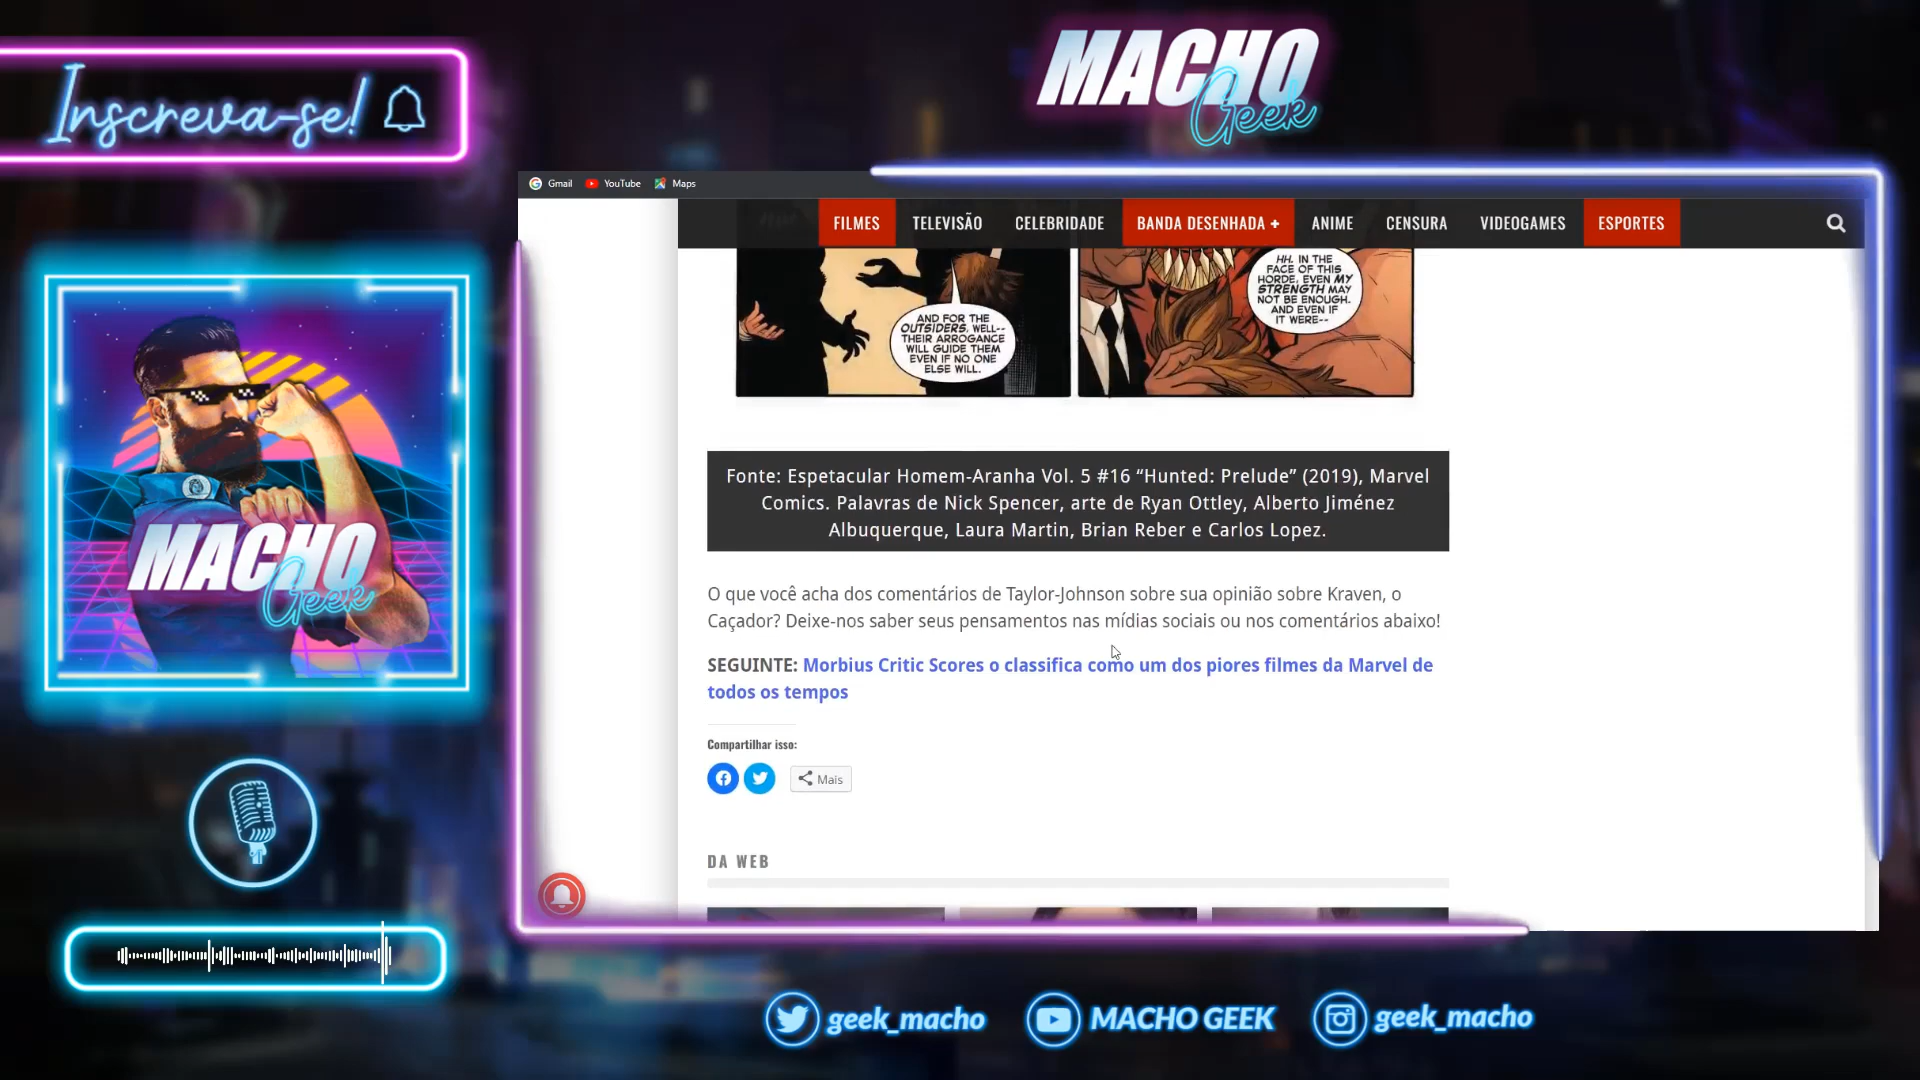 Inscreva-se!
MACHO
Geek
Gmail YouTube Maps
FILMES TELEVISÃO CELEBRIDADE BANDA DESENHADA + ANIME CENSURA VIDEOGAMES ESPORTES
AND FOR THE
OUTSIDERS, WELL--
THEIR ARROGANCE
WILL GUIDE THEM
EVEN IF NO ONE
ELSE WILL.
HH. IN THE
FACE OF THIS
HORDE, EVEN MY
STRENGTH MAY
NOT BE ENOUGH.
AND EVEN IF
IT WERE--
MACHO
Geek
Fonte: Espetacular Homem-Aranha Vol. 5 #16 “Hunted: Prelude” (2019), Marvel
Comics. Palavras de Nick Spencer, arte de Ryan Ottley, Alberto Jiménez
Albuquerque, Laura Martin, Brian Reber e Carlos Lopez.
O que você acha dos comentários de Taylor-Johnson sobre sua opinião sobre Kraven, o
Caçador? Deixe-nos saber seus pensamentos nas mídias sociais ou nos comentários abaixo!
SEGUINTE: Morbius Critic Scores o classifica como um dos piores filmes da Marvel de
todos os tempos
Compartilhar isso:
Mais
DA WEB
geek_macho MACHO GEEK geek_macho